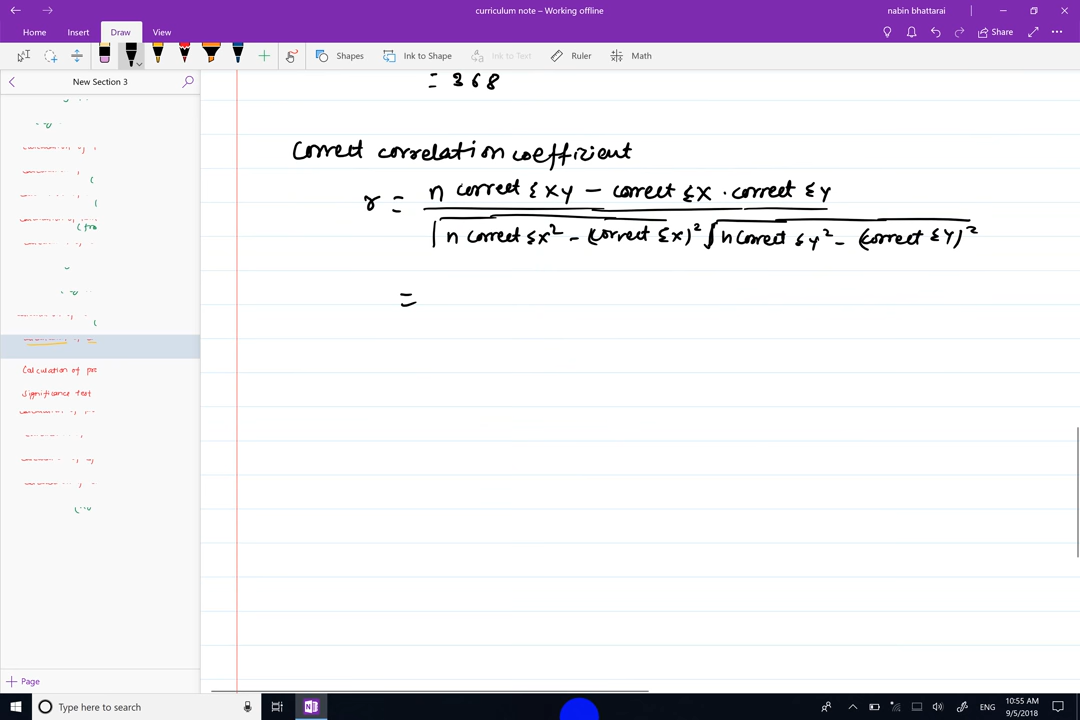 curriculum note – Working offline
nabin bhattarai
Home Insert Draw View
Share
Shapes Ink to Shape Ink to Text Ruler Math
New Section 3
= 368
Correct correlation coefficient
r = n correct ΣXY – correct ΣX . correct ΣY
√n correct Σx² – (correct Σx)² √n correct Σy² – (correct ΣY)²
=
Calculation of pre
Significance test
+ Page
Type here to search
ENG
10:55 AM
9/5/2018